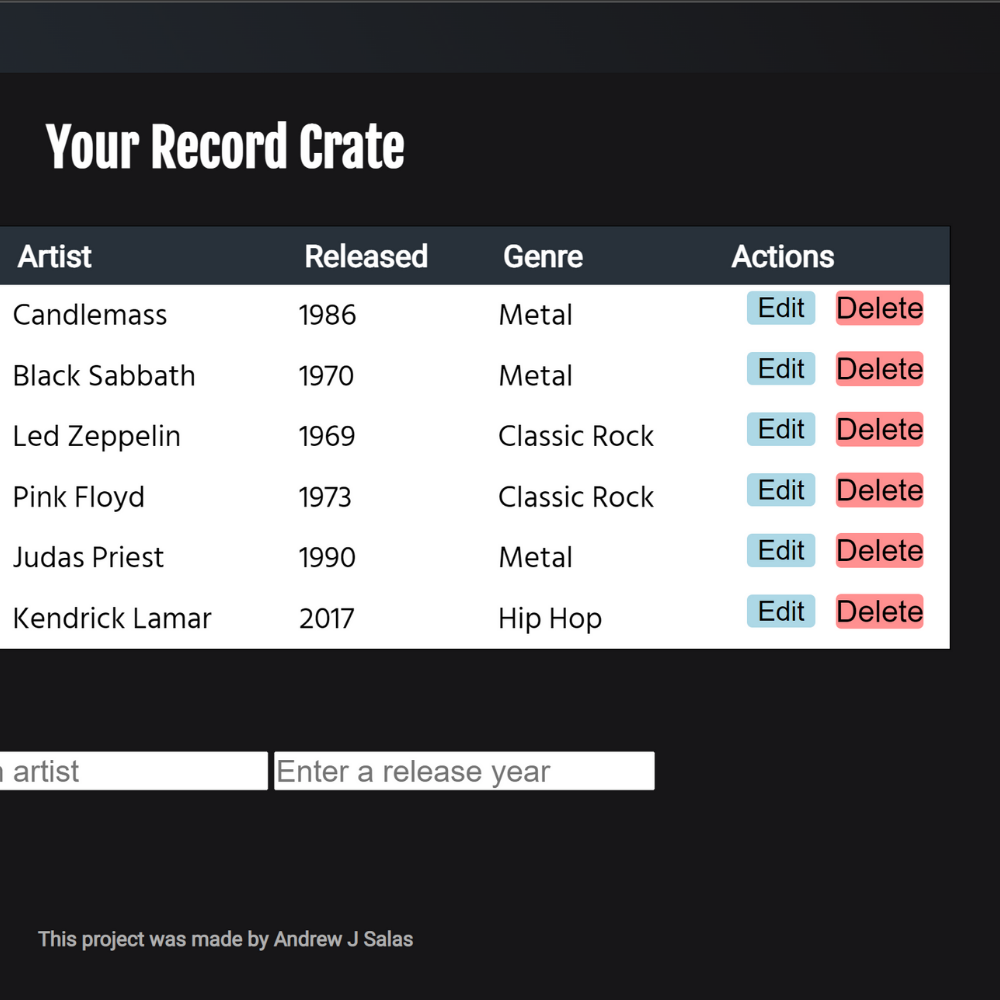 Your Record Crate
Artist Released Genre Actions
Candlemass 1986 Metal Edit Delete
Black Sabbath 1970 Metal Edit Delete
Led Zeppelin 1969 Classic Rock Edit Delete
Pink Floyd 1973 Classic Rock Edit Delete
Judas Priest 1990 Metal Edit Delete
Kendrick Lamar 2017 Hip Hop Edit Delete
artist Enter a release year
This project was made by Andrew J Salas